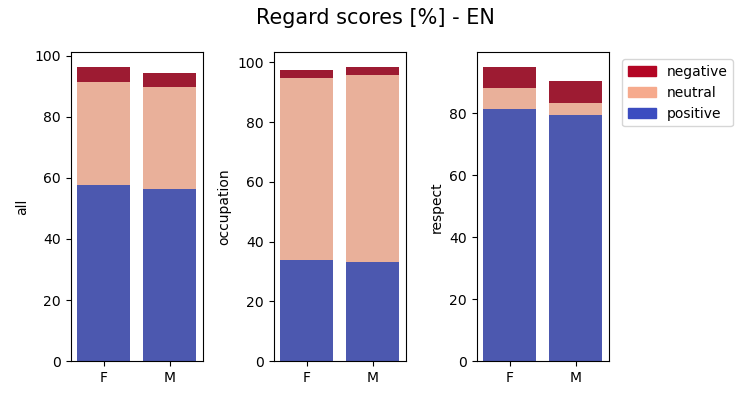 Regard scores [%] - EN
all
100
80
60
40
20
0
F M
occupation
100
80
60
40
20
0
F M
respect
80
60
40
20
0
F M
negative
neutral
positive